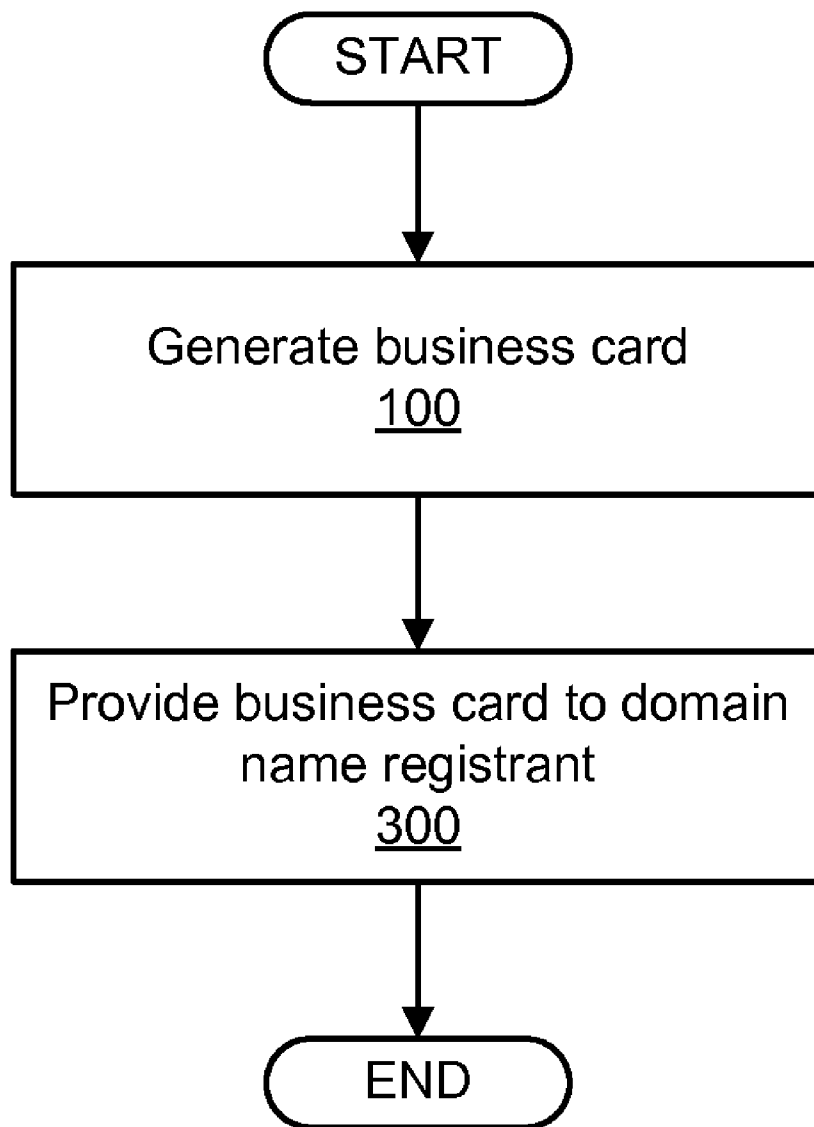 START
Generate business card
100
Provide business card to domain
name registrant
300
END